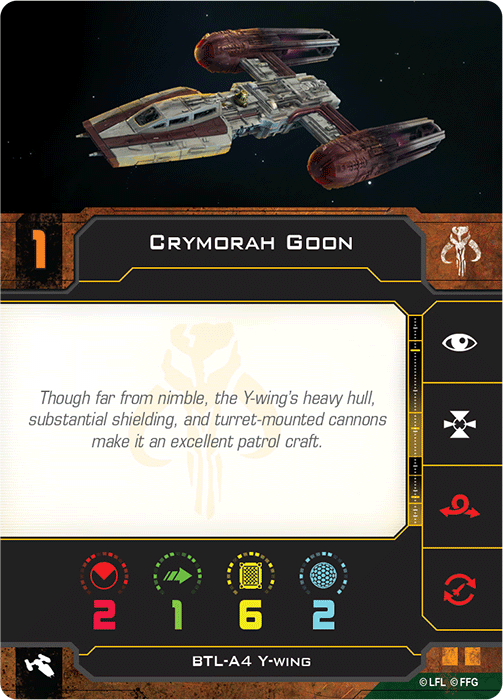 1
Crymorah Goon
Though far from nimble, the Y-wing's heavy hull,
substantial shielding, and turret-mounted cannons
make it an excellent patrol craft.
2 1 6 2
BTL-A4 Y-wing
© LFL © FFG